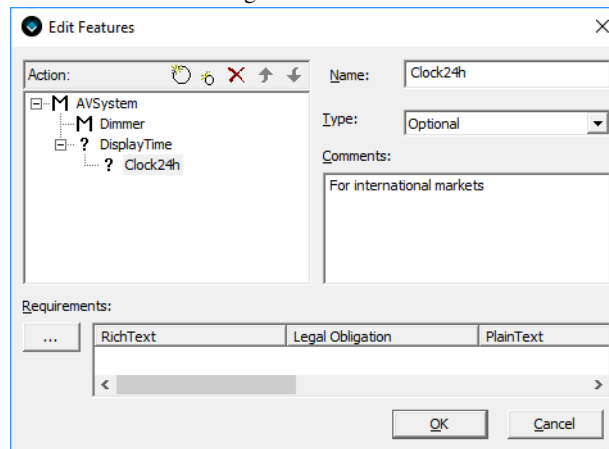 Edit Features
Action:
Name:
Clock24h
M AVSystem
M Dimmer
? DisplayTime
? Clock24h
Type:
Optional
Comments:
For international markets
Requirements:
...
RichText
Legal Obligation
PlainText
OK
Cancel